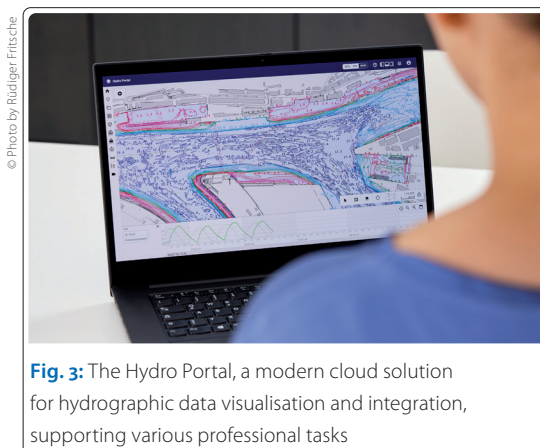 © Photo by Rüdiger Fritsche
Hydro Portal
Fig. 3: The Hydro Portal, a modern cloud solution
for hydrographic data visualisation and integration,
supporting various professional tasks